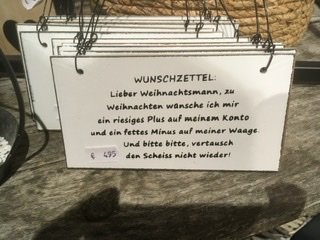 WUNSCHZETTEL:
Lieber Weihnachtsmann, zu
Weihnachten wünsche ich mir
ein riesiges Plus auf meinem Konto
und ein fettes Minus auf meiner Waage.
Und bitte bitte, vertausch
den Scheiss nicht wieder!
€ 4,95